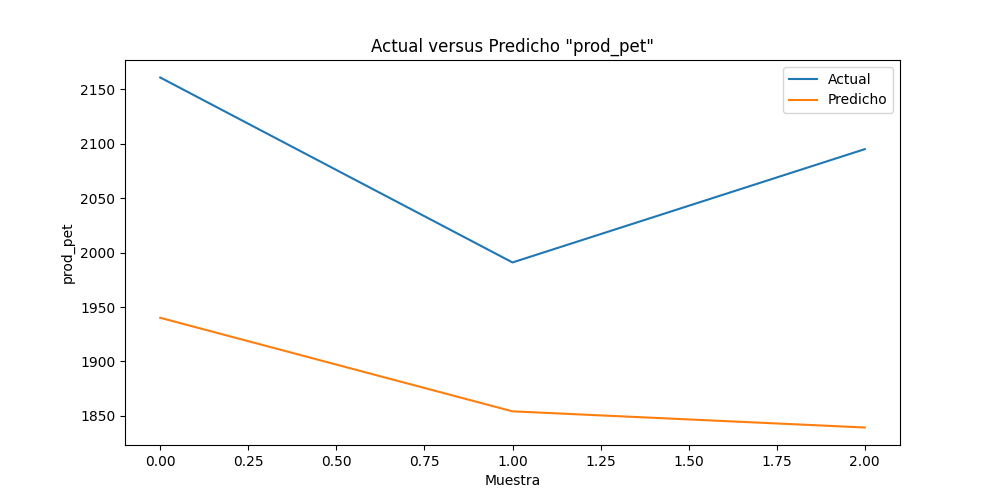 Actual versus Predicho "prod_pet"
Actual
Predicho
prod_pet
2150
2100
2050
2000
1950
1900
1850
0.00 0.25 0.50 0.75 1.00 1.25 1.50 1.75 2.00
Muestra